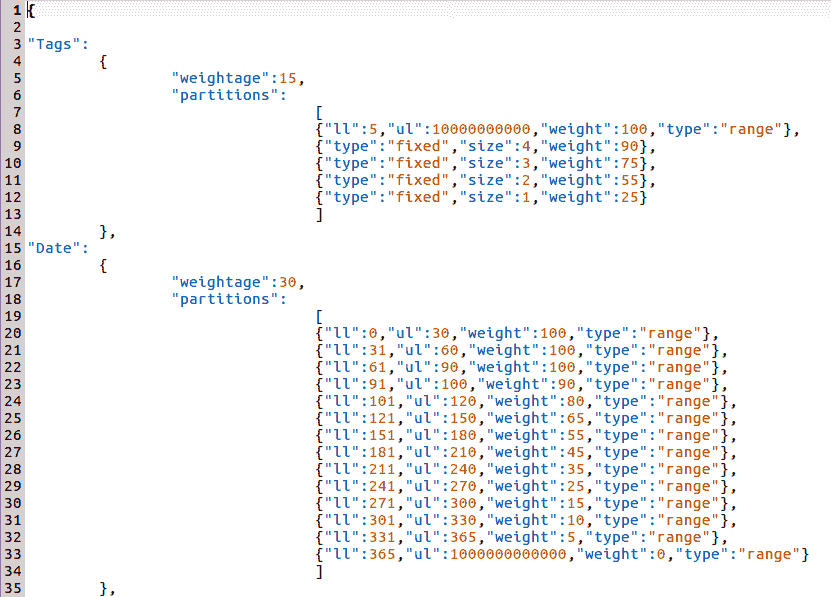 1 {
2
3 "Tags":
4 {
5 "weightage":15,
6 "partitions":
7 [
8 {"ll":5,"ul":10000000000,"weight":100,"type":"range"},
9 {"type":"fixed","size":4,"weight":90},
10 {"type":"fixed","size":3,"weight":75},
11 {"type":"fixed","size":2,"weight":55},
12 {"type":"fixed","size":1,"weight":25}
13 ]
14 },
15 "Date":
16 {
17 "weightage":30,
18 "partitions":
19 [
20 {"ll":0,"ul":30,"weight":100,"type":"range"},
21 {"ll":31,"ul":60,"weight":100,"type":"range"},
22 {"ll":61,"ul":90,"weight":100,"type":"range"},
23 {"ll":91,"ul":100,"weight":90,"type":"range"},
24 {"ll":101,"ul":120,"weight":80,"type":"range"},
25 {"ll":121,"ul":150,"weight":65,"type":"range"},
26 {"ll":151,"ul":180,"weight":55,"type":"range"},
27 {"ll":181,"ul":210,"weight":45,"type":"range"},
28 {"ll":211,"ul":240,"weight":35,"type":"range"},
29 {"ll":241,"ul":270,"weight":25,"type":"range"},
30 {"ll":271,"ul":300,"weight":15,"type":"range"},
31 {"ll":301,"ul":330,"weight":10,"type":"range"},
32 {"ll":331,"ul":365,"weight":5,"type":"range"},
33 {"ll":365,"ul":1000000000000,"weight":0,"type":"range"}
34 ]
35 },